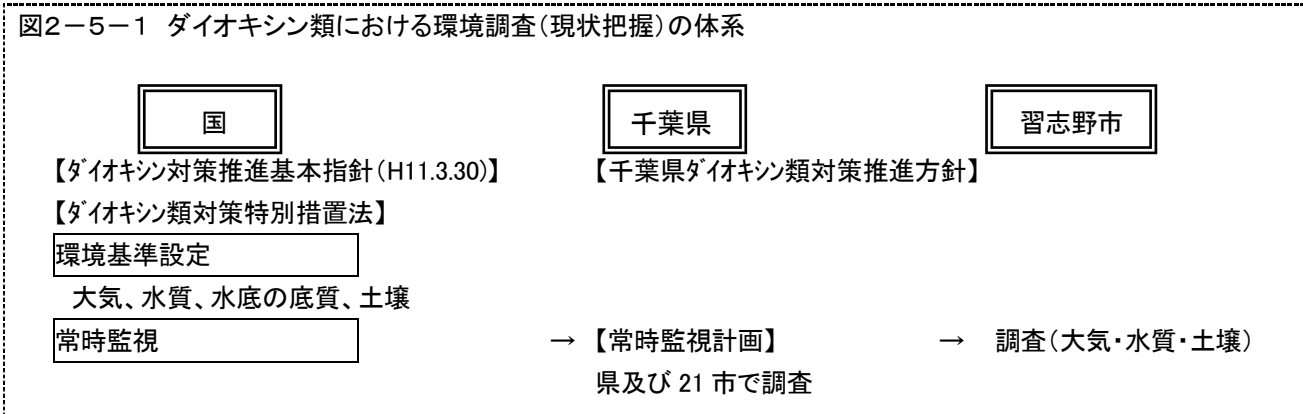 図2-5-1 ダイオキシン類における環境調査(現状把握)の体系
国 千葉県 習志野市
【ダイオキシン対策推進基本指針(H11.3.30)】 【千葉県ダイオキシン類対策推進方針】
【ダイオキシン類対策特別措置法】
環境基準設定
大気、水質、水底の底質、土壌
常時監視 → 【常時監視計画】 → 調査(大気・水質・土壌)
県及び 21 市で調査